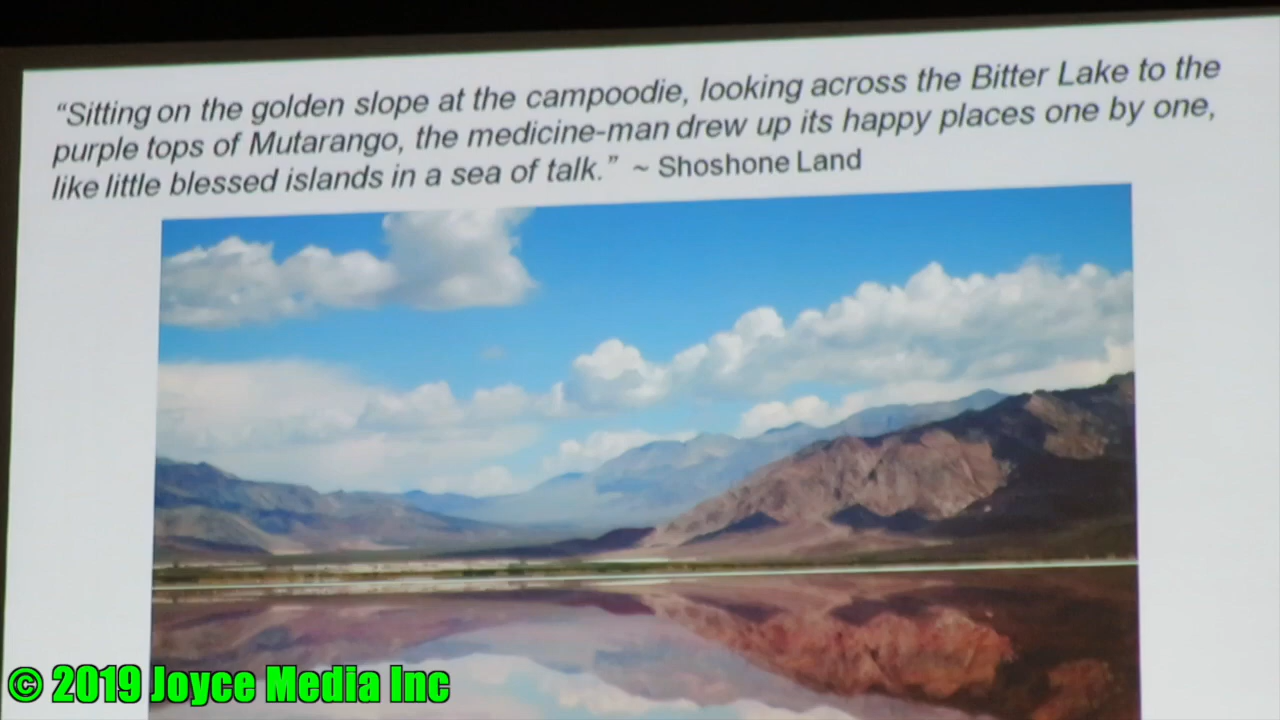 “Sitting on the golden slope at the campoodie, looking across the Bitter Lake to the
purple tops of Mutarango, the medicine-man drew up its happy places one by one,
like little blessed islands in a sea of talk.” ~ Shoshone Land
© 2019 Joyce Media Inc